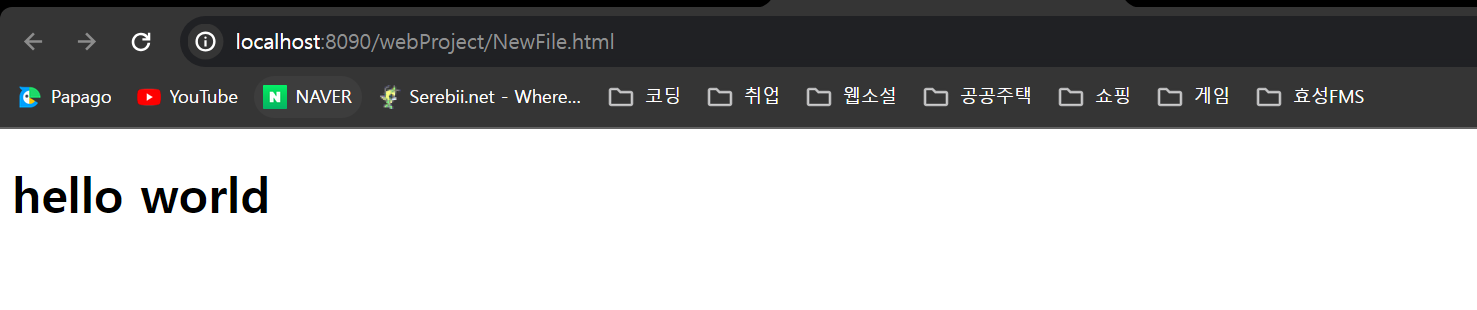 localhost:8090/webProject/NewFile.html
Papago YouTube NAVER Serebii.net - Where... 코딩 취업 웹소설 공공주택 쇼핑 게임 효성FMS
hello world